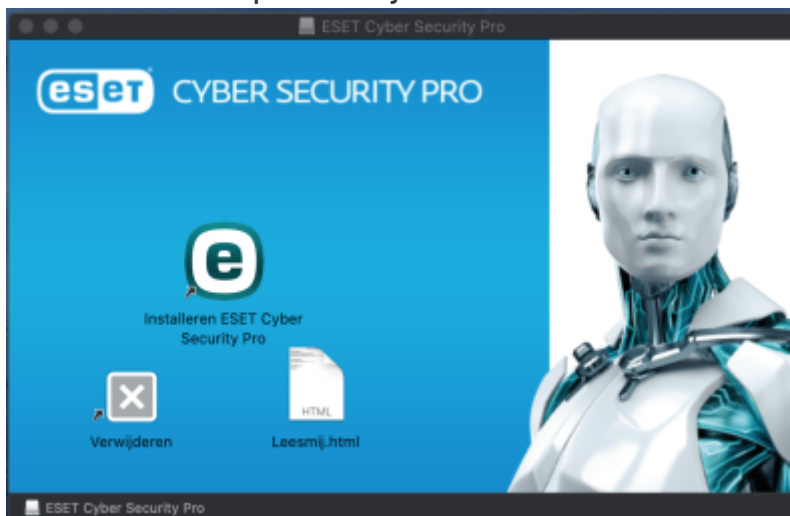 ESET Cyber Security Pro
eseT CYBER SECURITY PRO
e
Installeren ESET Cyber
Security Pro
HTML
Verwijderen
Leesmij.html
ESET Cyber Security Pro